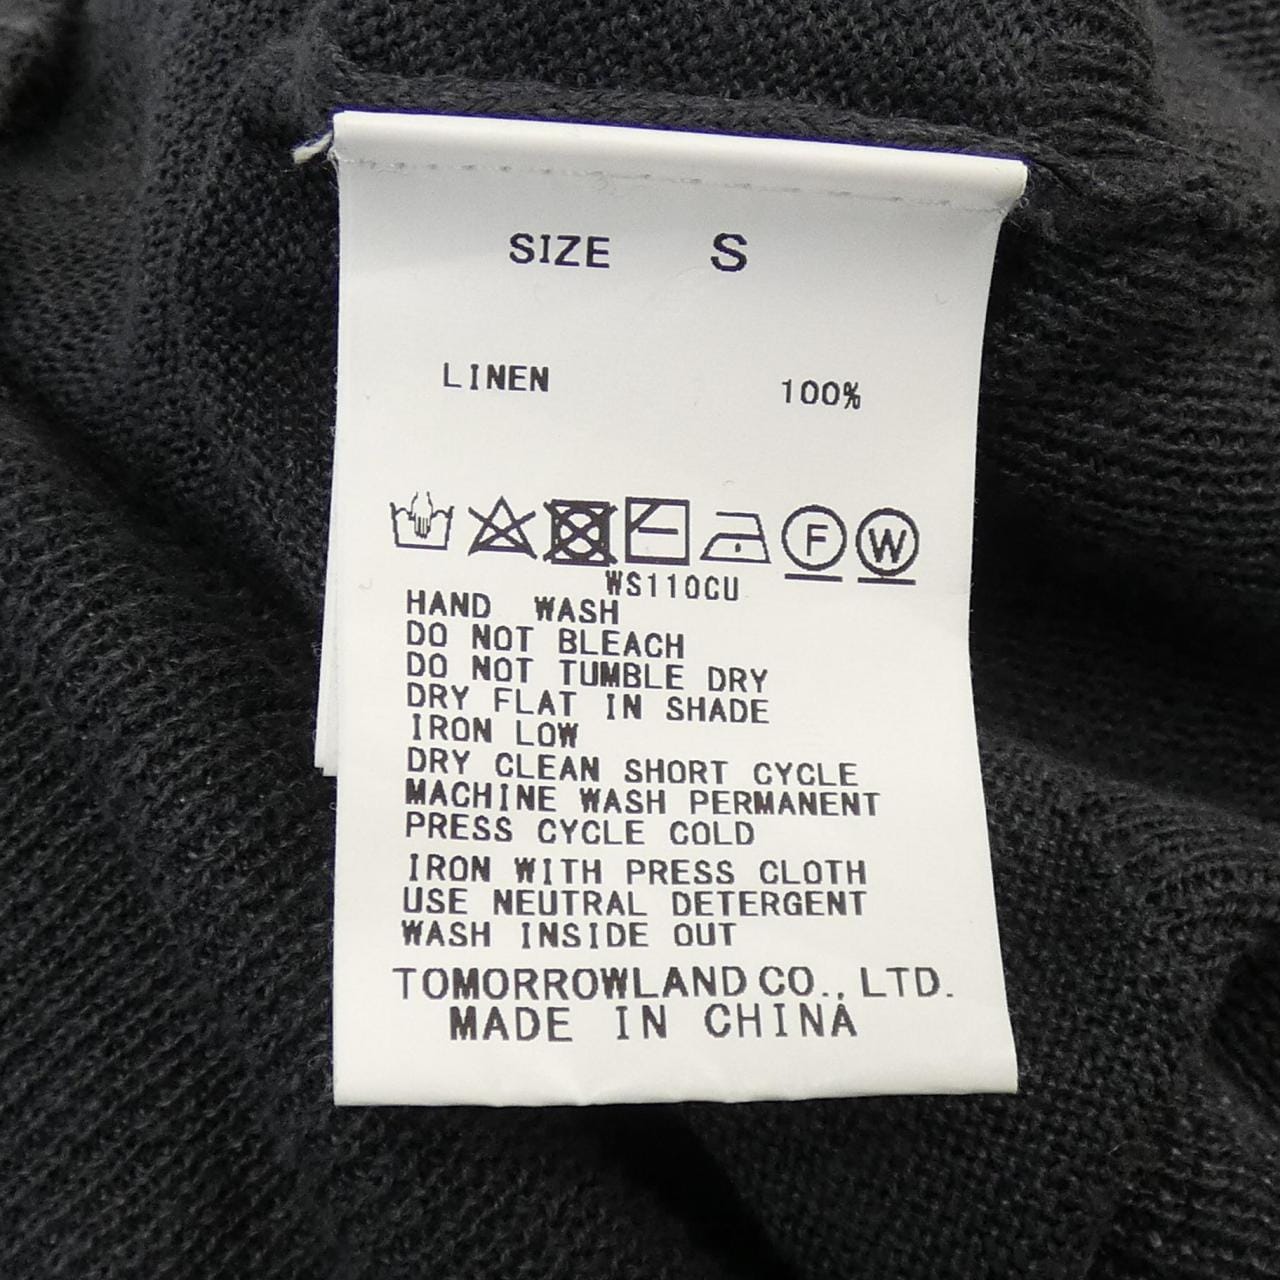 SIZE S
LINEN 100%
F W
WS110CU
HAND WASH
DO NOT BLEACH
DO NOT TUMBLE DRY
DRY FLAT IN SHADE
IRON LOW
DRY CLEAN SHORT CYCLE
MACHINE WASH PERMANENT
PRESS CYCLE COLD
IRON WITH PRESS CLOTH
USE NEUTRAL DETERGENT
WASH INSIDE OUT
TOMORROWLAND CO., LTD.
MADE IN CHINA